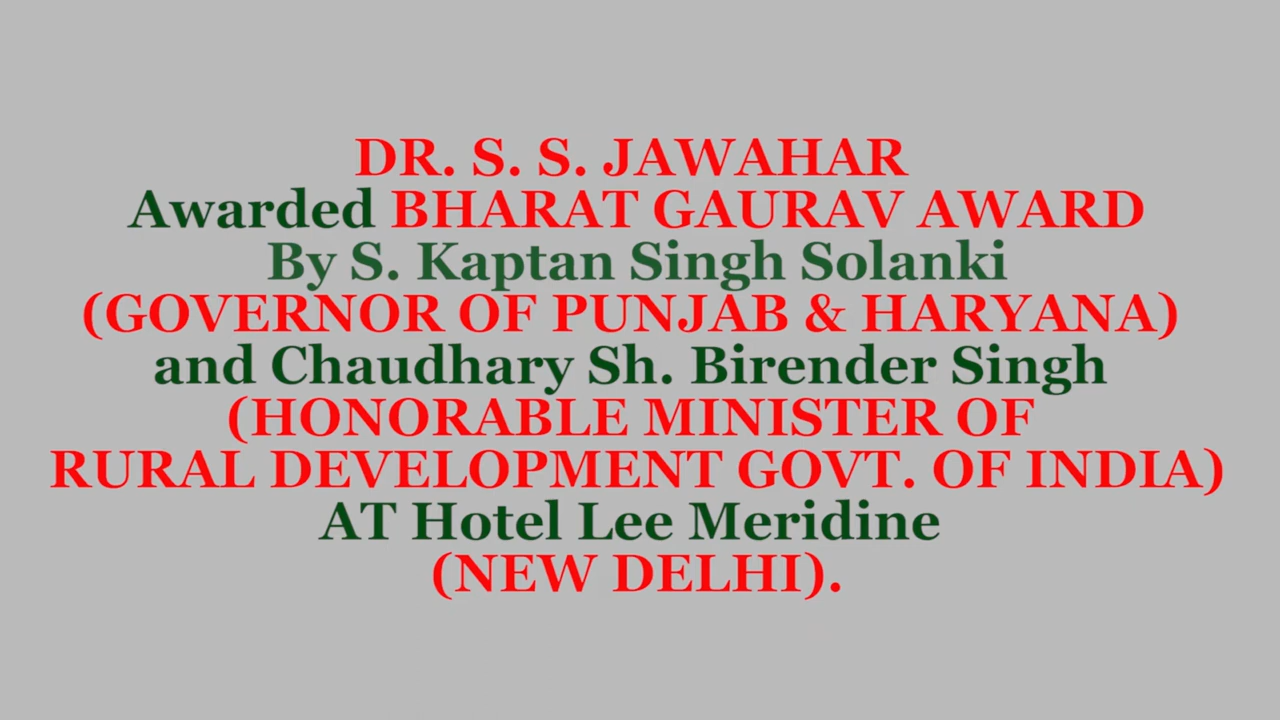 DR. S. S. JAWAHAR
Awarded BHARAT GAURAV AWARD
By S. Kaptan Singh Solanki
(GOVERNOR OF PUNJAB & HARYANA)
and Chaudhary Sh. Birender Singh
(HONORABLE MINISTER OF
RURAL DEVELOPMENT GOVT. OF INDIA)
AT Hotel Lee Meridine
(NEW DELHI).